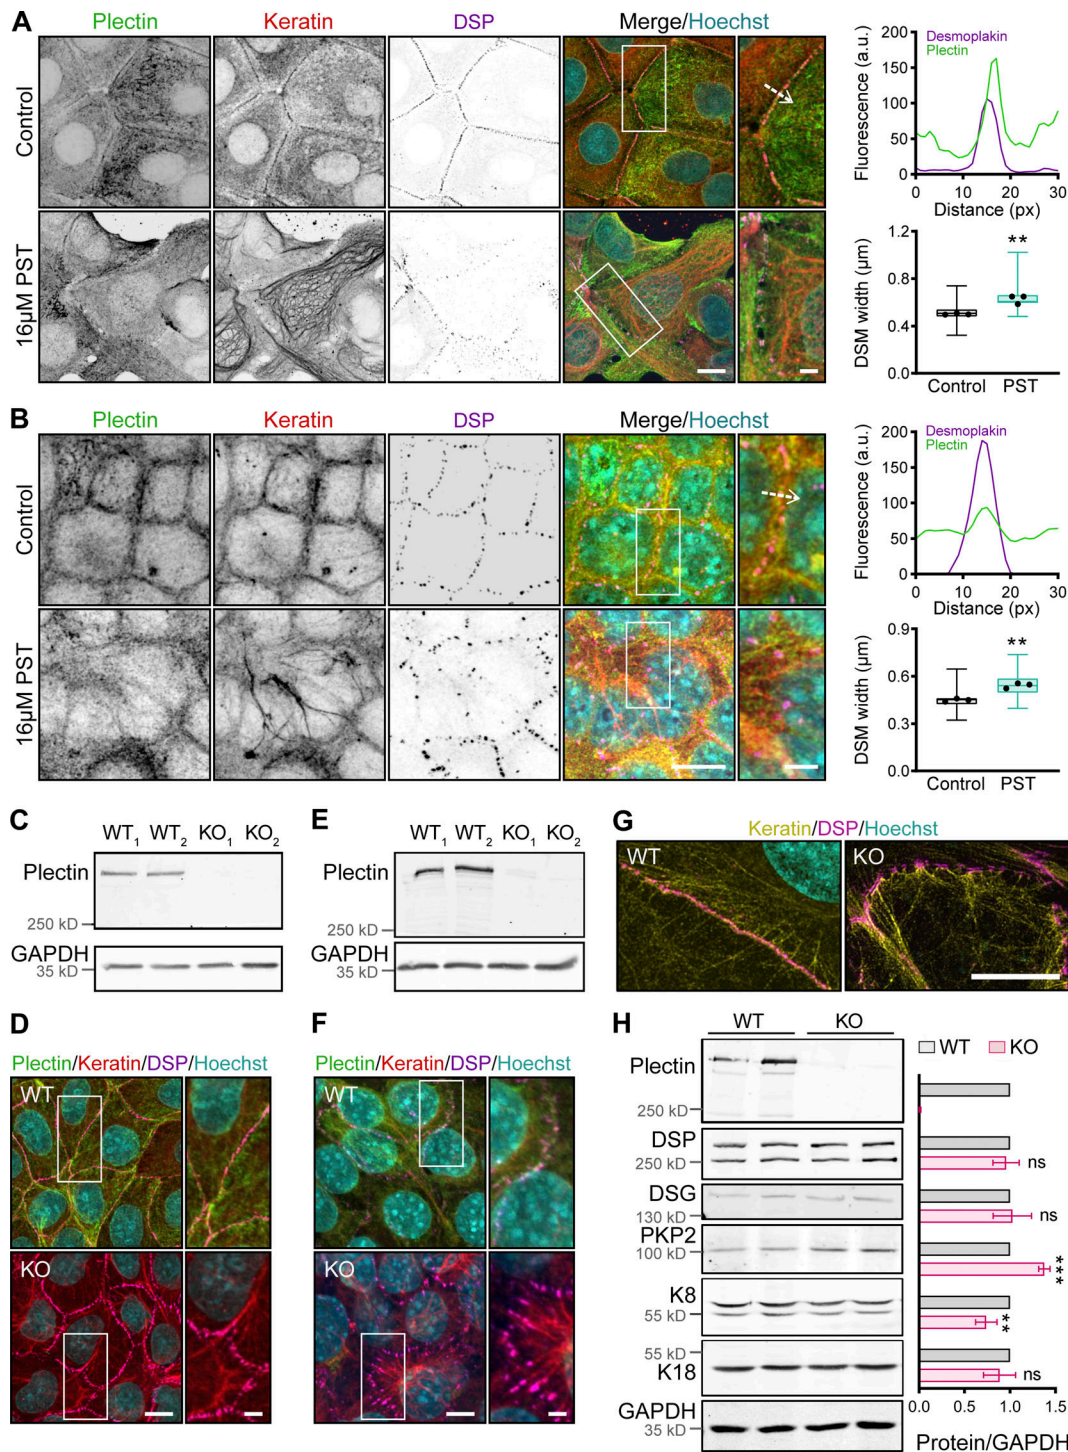 A
Plectin
Keratin
DSP
Merge/Hoechst
Control
16μM PST
Desmoplakin
Plectin
Fluorescence (a.u.)
200
150
100
50
0
0 10 20 30
Distance (px)
DSM width (μm)
1.2
0.8
0.4
0.0
**
Control PST
B
Plectin
Keratin
DSP
Merge/Hoechst
Control
16μM PST
Desmoplakin
Plectin
Fluorescence (a.u.)
200
150
100
50
0
0 10 20 30
Distance (px)
DSM width (μm)
0.9
0.6
0.3
0.0
**
Control PST
C
WT1 WT2 KO1 KO2
Plectin
250 kD
GAPDH
35 kD
E
WT1 WT2 KO1 KO2
Plectin
250 kD
GAPDH
35 kD
G
Keratin/DSP/Hoechst
WT
KO
D
Plectin/Keratin/DSP/Hoechst
WT
KO
F
Plectin/Keratin/DSP/Hoechst
WT
KO
H
WT KO
Plectin
250 kD
DSP
250 kD
DSG
130 kD
PKP2
100 kD
K8
55 kD
55 kD
K18
GAPDH
35 kD
WT KO
ns
ns
***
**
ns
0.0 0.5 1.0 1.5
Protein/GAPDH